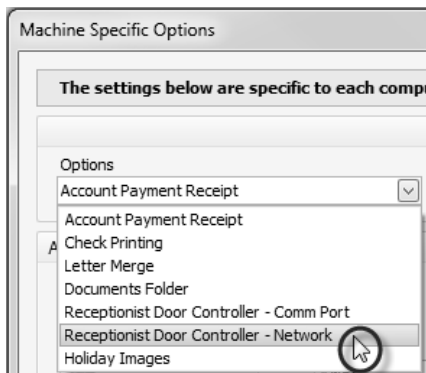 Machine Specific Options
The settings below are specific to each
Options
Account Payment Receipt
Account Payment Receipt
Check Printing
Letter Merge
Documents Folder
Receptionist Door Controller - Comm Port
Receptionist Door Controller - Network
Holiday Images